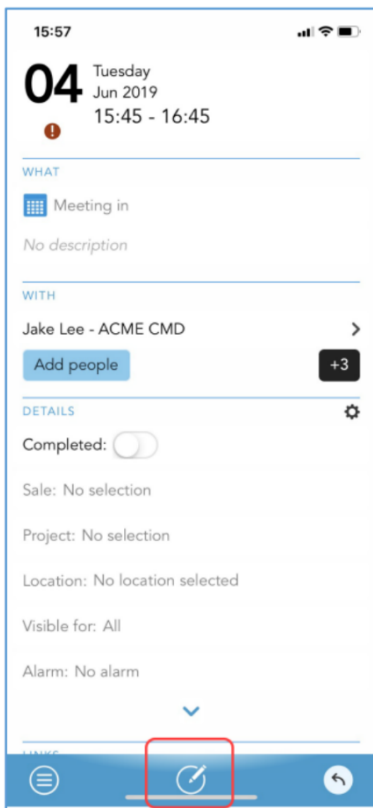 15:57
04
Tuesday
Jun 2019
15:45 - 16:45
!
WHAT
Meeting in
No description
WITH
Jake Lee - ACME CMD
Add people
+3
DETAILS
Completed:
Sale: No selection
Project: No selection
Location: No location selected
Visible for: All
Alarm: No alarm
LINKS